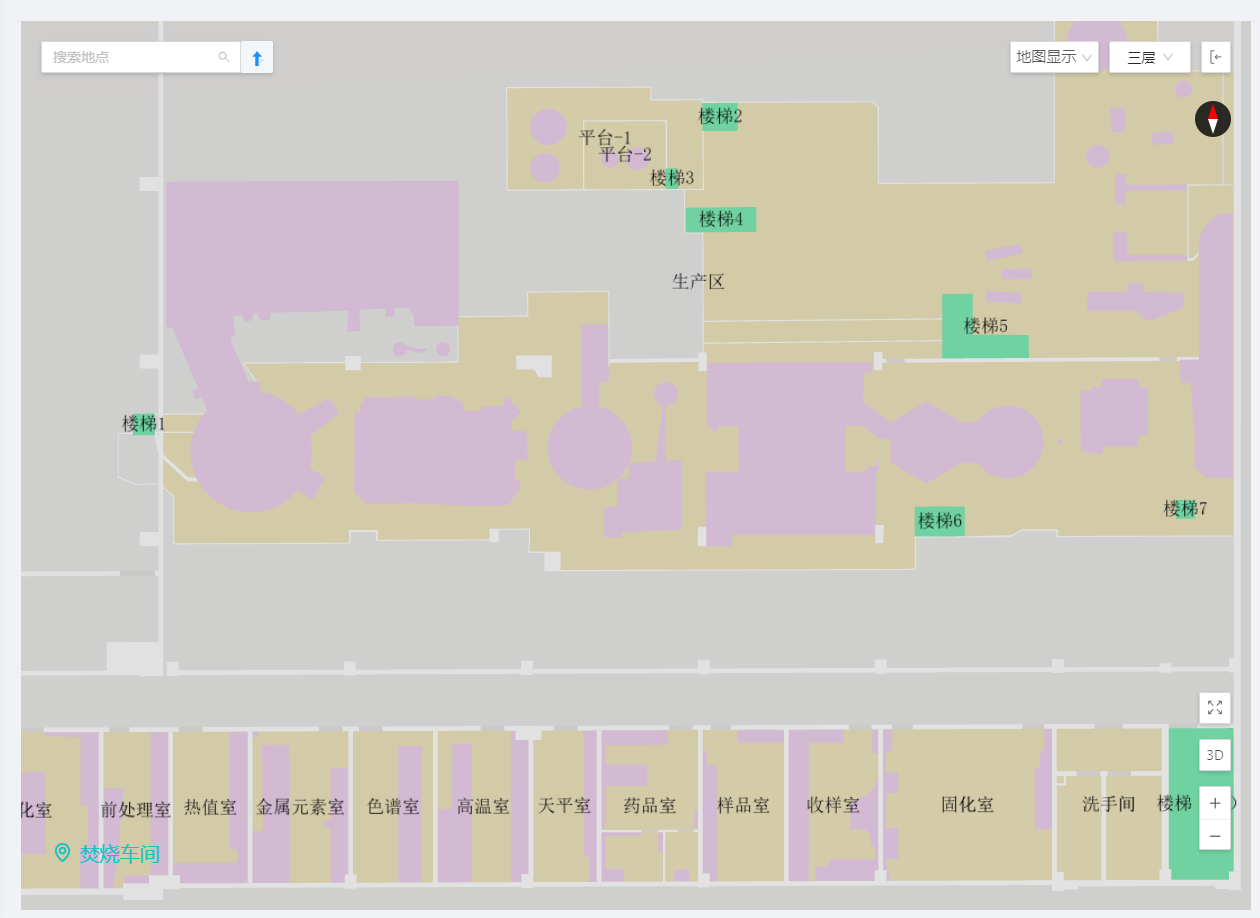 搜索地点
地图显示
三层
楼梯2
平台-1
平台-2
楼梯3
楼梯4
生产区
楼梯5
楼梯1
楼梯7
楼梯6
3D
化室
前处理室
热值室
金属元素室
色谱室
高温室
天平室
药品室
样品室
收样室
固化室
洗手间
楼梯
+
焚烧车间
−